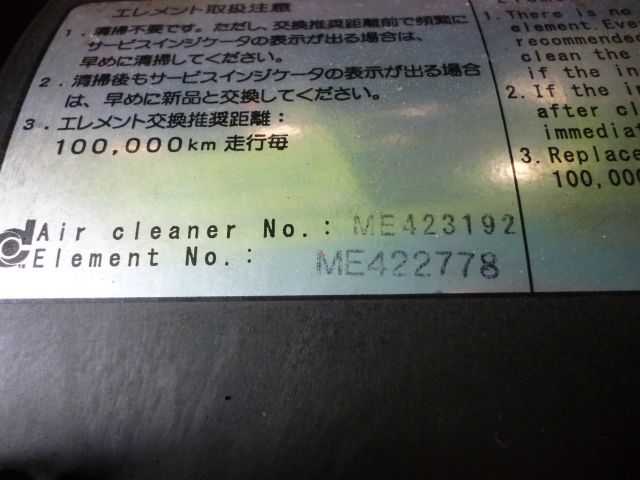 エレメント取扱注意
1．清掃不要です。ただし、交換推奨距離前で頻繁に
サービスインジケータの表示が出る場合は、
早めに清掃してください。
2．清掃後もサービスインジケータの表示が出る場合
は、早めに新品と交換してください。
3．エレメント交換推奨距離：
100,000km 走行毎
Air cleaner No.: ME423192
Element No.: ME422778
1. There is no
element. Eve
recommended
clean the
if the in
2. If the in
after cl
immediat
3. Replace
100,000